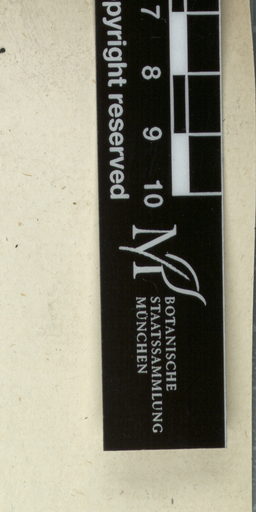 7 8 9 10
pyright reserved
M
BOTANISCHE
STAATSSAMMLUNG
MÜNCHEN